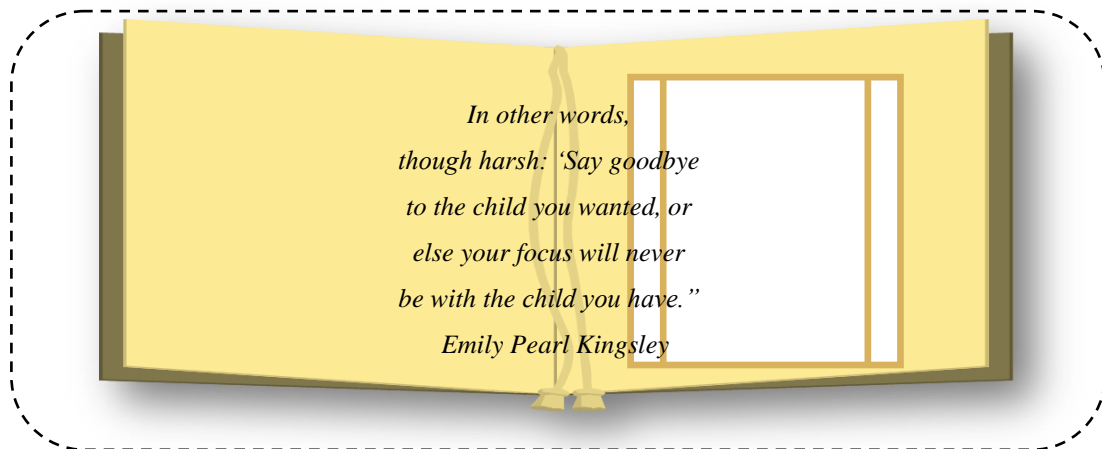 In other words,
though harsh: ‘Say goodbye
to the child you wanted, or
else your focus will never
be with the child you have.”
Emily Pearl Kingsley